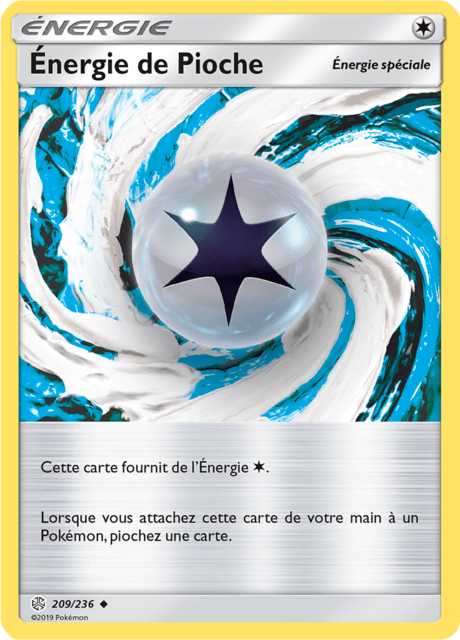 ÉNERGIE
Énergie de Pioche
Énergie spéciale
Cette carte fournit de l'Énergie ✶.
Lorsque vous attachez cette carte de votre main à un
Pokémon, piochez une carte.
209/236 ◆
©2019 Pokémon